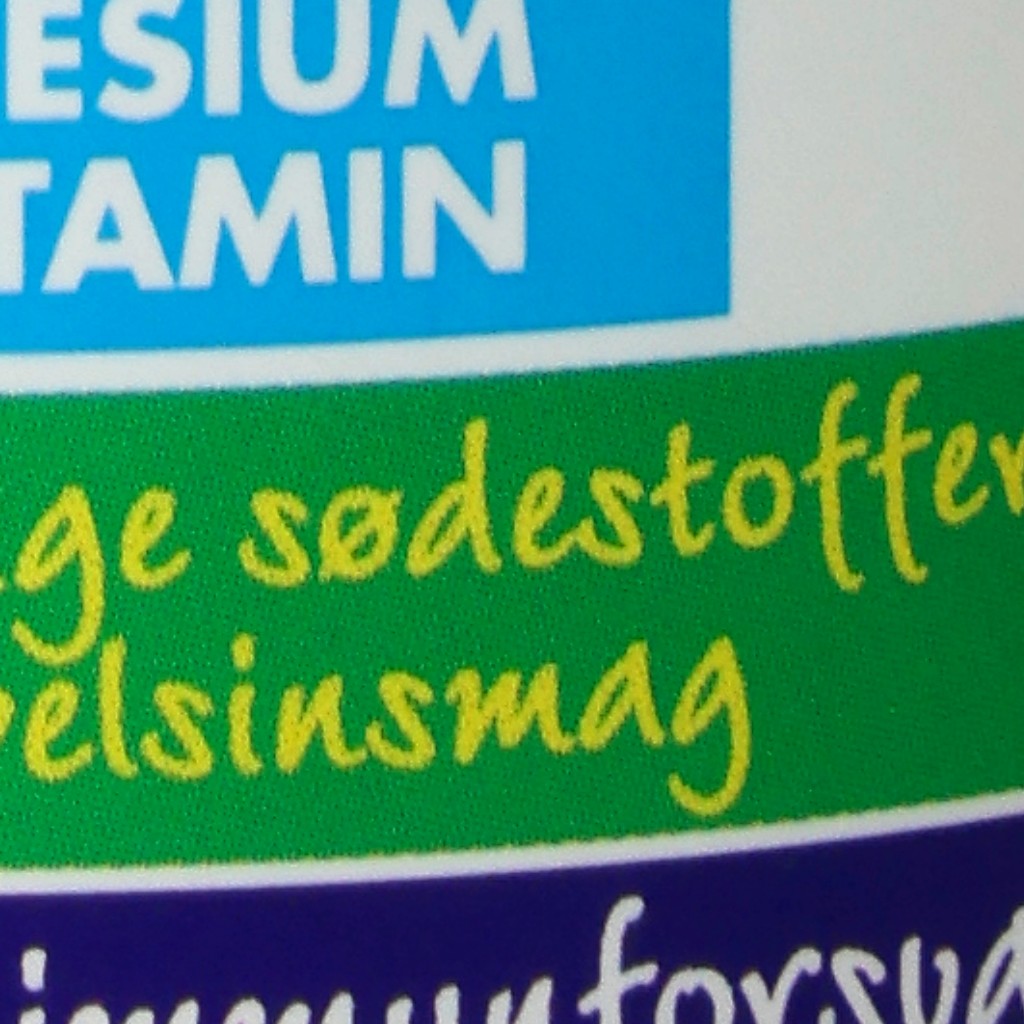 ESIUM
TAMIN
ge sødestoffer
elsinsmag
immunforsva